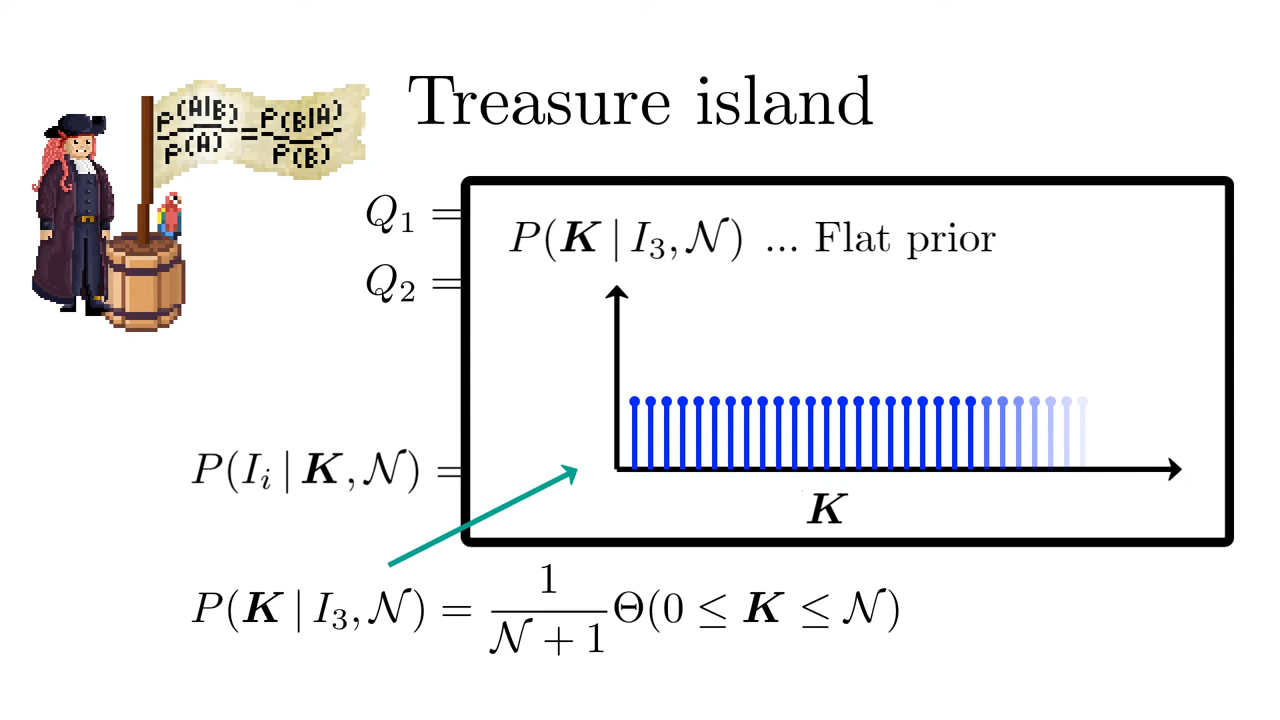 Treasure island
P(A|B)/P(A) = P(B|A)/P(B)
Q₁ =
Q₂ =
P(K | I₃, 𝒩) ... Flat prior
K
P(Iᵢ | K, 𝒩) =
P(K | I₃, 𝒩) = 1/(𝒩 + 1) Θ(0 ≤ K ≤ 𝒩)